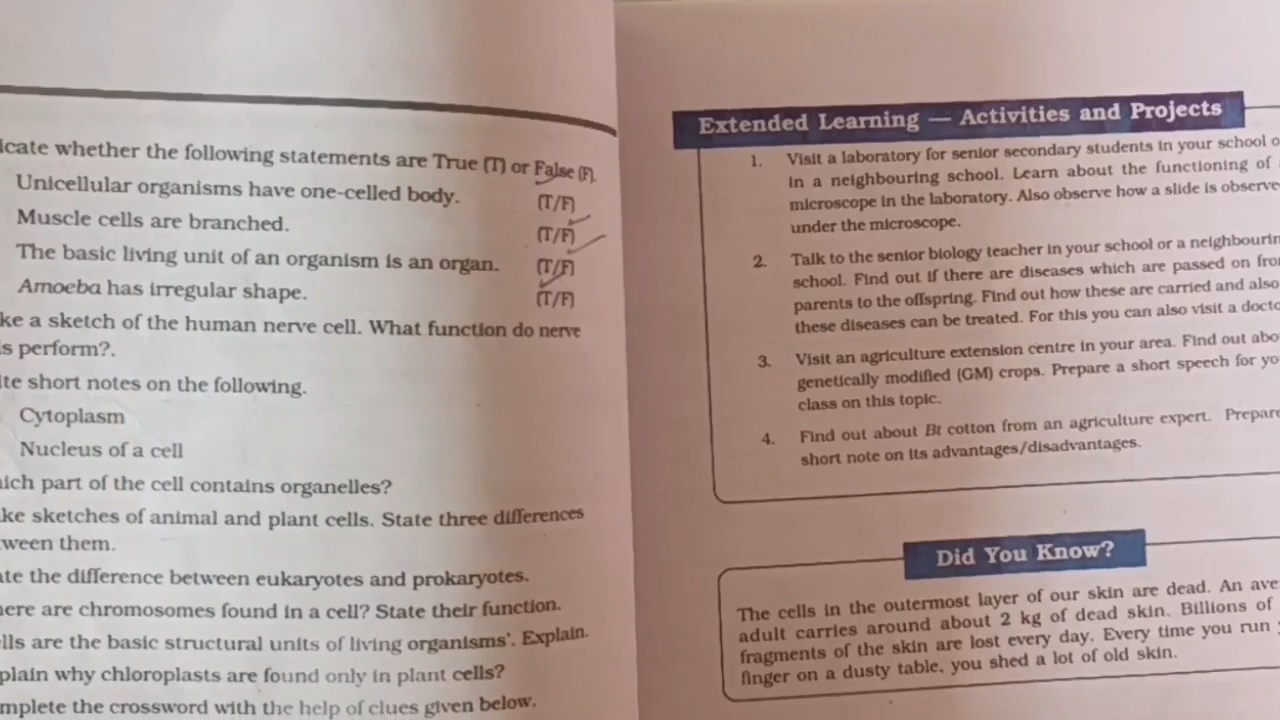 icate whether the following statements are True (T) or False (F).
Unicellular organisms have one-celled body. (T/F)
Muscle cells are branched. (T/F)
The basic living unit of an organism is an organ. (T/F)
Amoeba has irregular shape. (T/F)
ke a sketch of the human nerve cell. What function do nerve
s perform?.
ite short notes on the following.
Cytoplasm
Nucleus of a cell
ich part of the cell contains organelles?
ke sketches of animal and plant cells. State three differences
ween them.
ate the difference between eukaryotes and prokaryotes.
ere are chromosomes found in a cell? State their function.
lls are the basic structural units of living organisms'. Explain.
plain why chloroplasts are found only in plant cells?
mplete the crossword with the help of clues given below.
Extended Learning — Activities and Projects
1. Visit a laboratory for senior secondary students in your school o
in a neighbouring school. Learn about the functioning of
microscope in the laboratory. Also observe how a slide is observe
under the microscope.
2. Talk to the senior biology teacher in your school or a neighbourin
school. Find out if there are diseases which are passed on fro
parents to the offspring. Find out how these are carried and also
these diseases can be treated. For this you can also visit a docto
3. Visit an agriculture extension centre in your area. Find out abo
genetically modified (GM) crops. Prepare a short speech for yo
class on this topic.
4. Find out about Bt cotton from an agriculture expert. Prepare
short note on its advantages/disadvantages.
Did You Know?
The cells in the outermost layer of our skin are dead. An ave
adult carries around about 2 kg of dead skin. Billions of
fragments of the skin are lost every day. Every time you run
finger on a dusty table, you shed a lot of old skin.